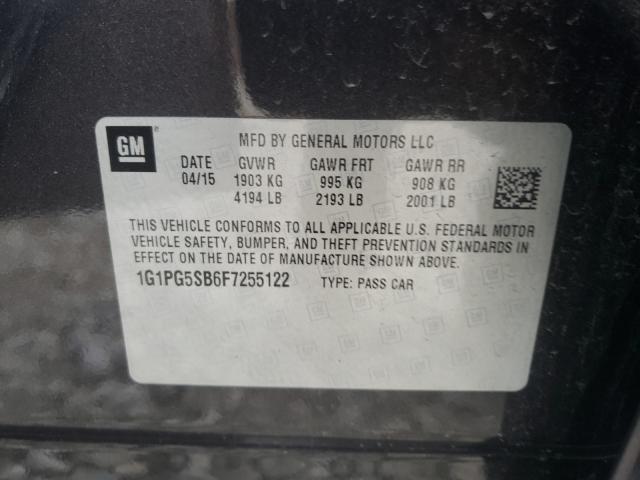 GM
MFD BY GENERAL MOTORS LLC
DATE GVWR GAWR FRT GAWR RR
04/15 1903 KG 995 KG 908 KG
4194 LB 2193 LB 2001 LB
THIS VEHICLE CONFORMS TO ALL APPLICABLE U.S. FEDERAL MOTOR
VEHICLE SAFETY, BUMPER, AND THEFT PREVENTION STANDARDS IN
EFFECT ON THE DATE OF MANUFACTURE SHOWN ABOVE.
1G1PG5SB6F7255122 TYPE: PASS CAR